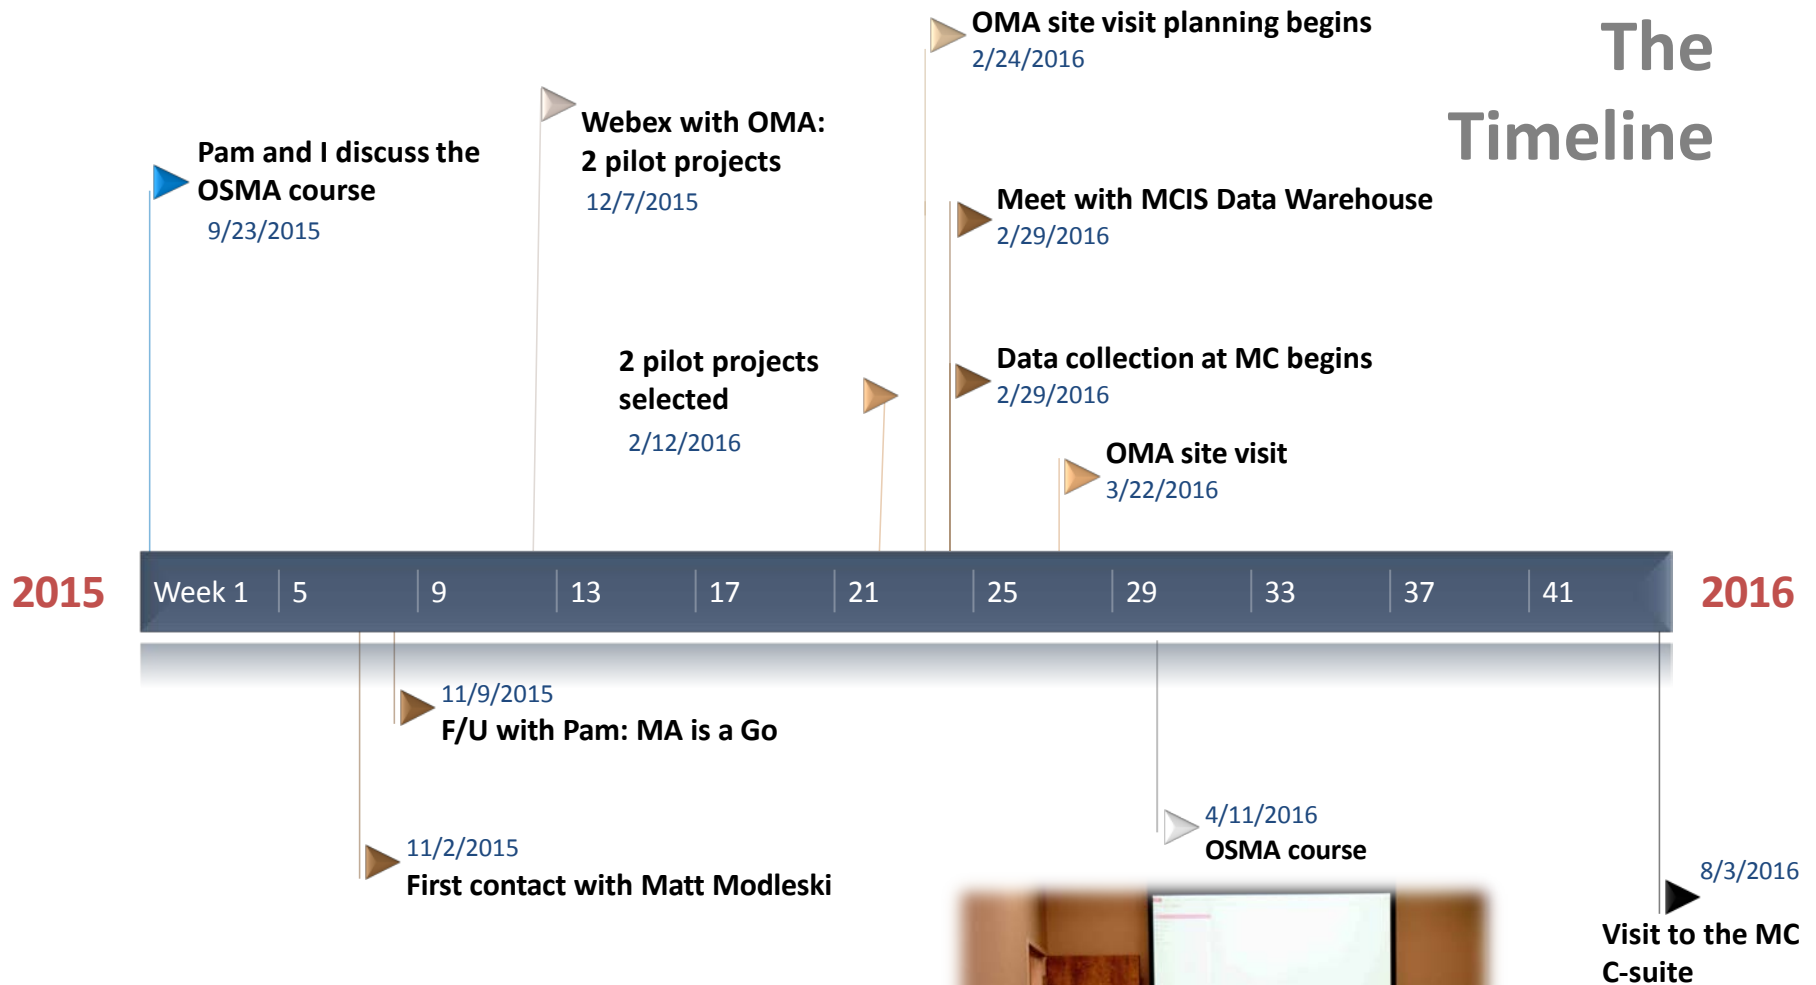 The
Timeline
OMA site visit planning begins
2/24/2016
Webex with OMA:
2 pilot projects
12/7/2015
Pam and I discuss the
OSMA course
9/23/2015
Meet with MCIS Data Warehouse
2/29/2016
2 pilot projects
selected
2/12/2016
Data collection at MC begins
2/29/2016
OMA site visit
3/22/2016
2015 Week 1 5 9 13 17 21 25 29 33 37 41 2016
11/9/2015
F/U with Pam: MA is a Go
11/2/2015
First contact with Matt Modleski
4/11/2016
OSMA course
8/3/2016
Visit to the MC
C-suite